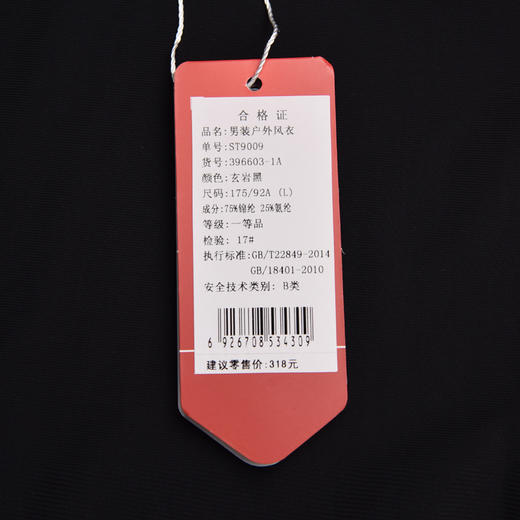 合格证
品名:男装户外风衣
单号:ST9009
货号:396603-1A
颜色:玄岩黑
尺码:175/92A (L)
成分:75%锦纶 25%氨纶
等级:一等品
检验: 17#
执行标准:GB/T22849-2014
GB/18401-2010
安全技术类别: B类
6 926708 534309
建议零售价:318元